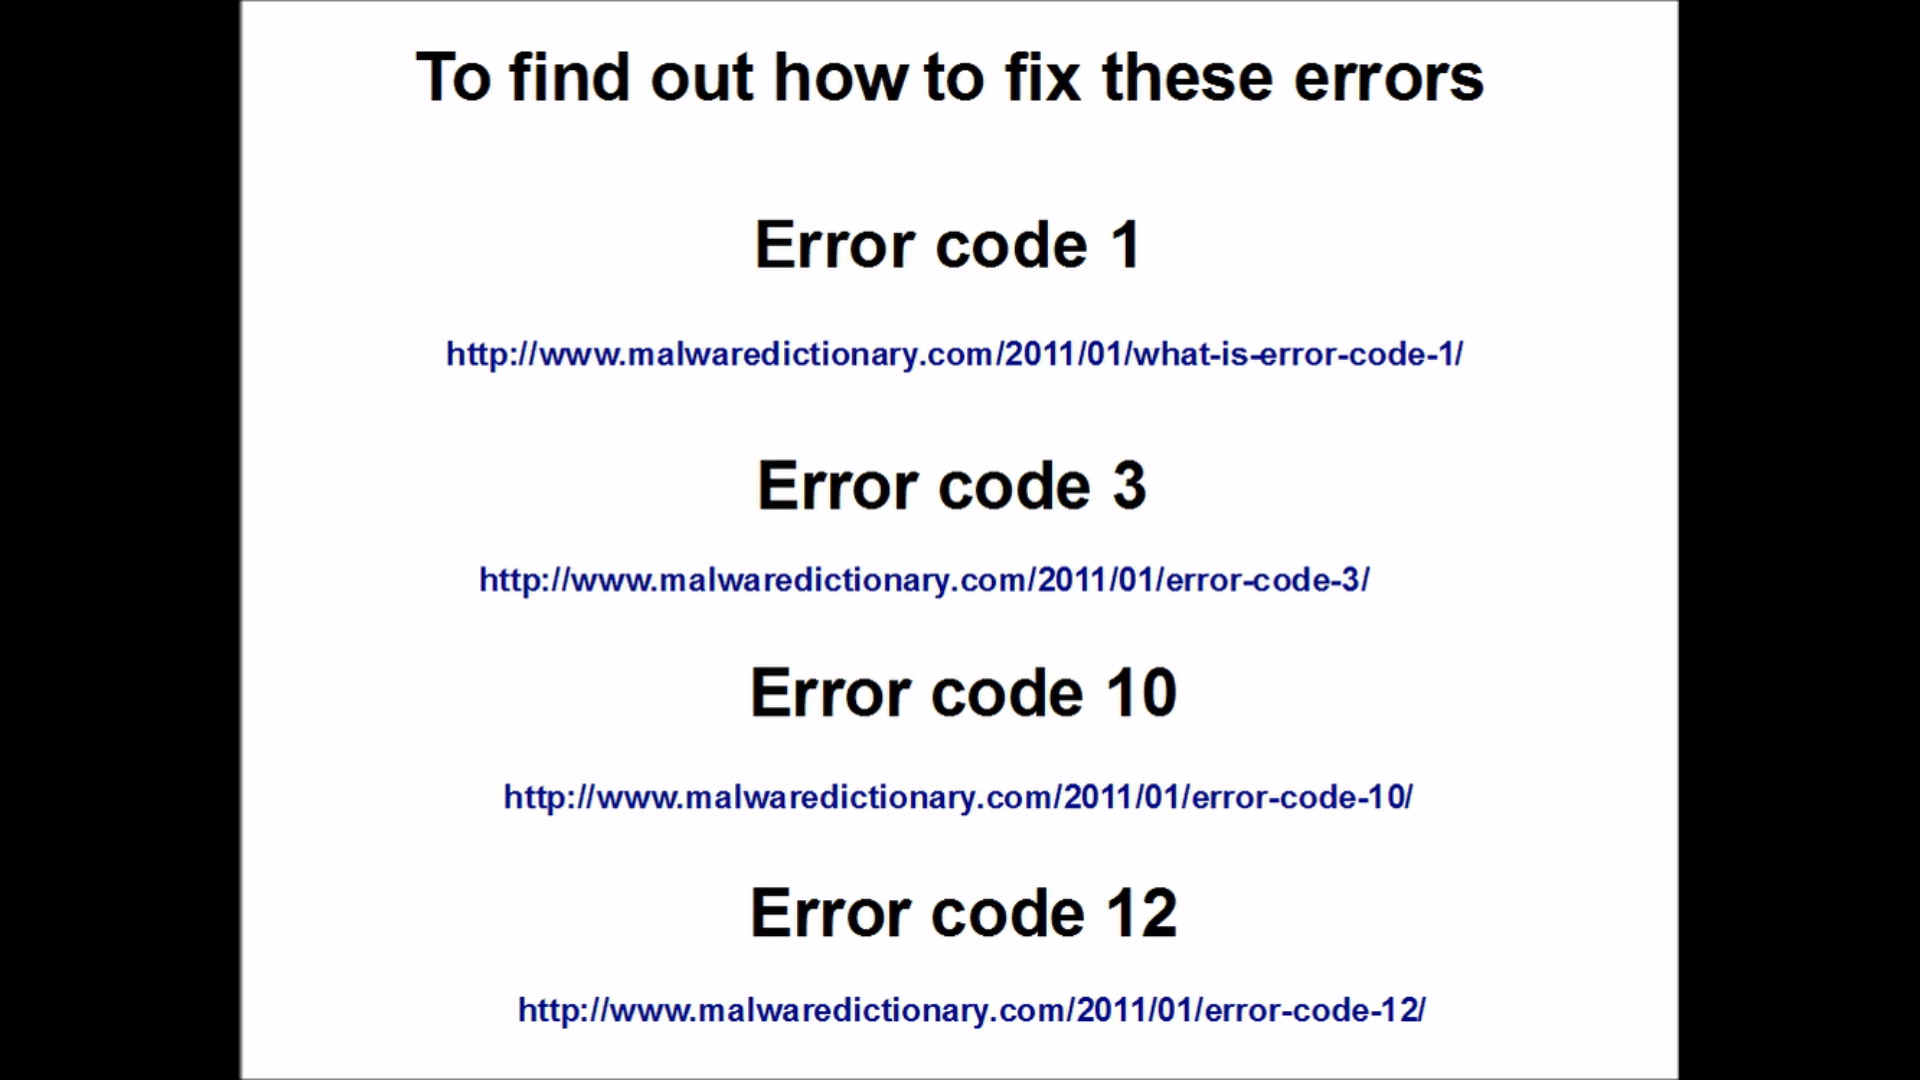 To find out how to fix these errors
Error code 1
http://www.malwaredictionary.com/2011/01/what-is-error-code-1/
Error code 3
http://www.malwaredictionary.com/2011/01/error-code-3/
Error code 10
http://www.malwaredictionary.com/2011/01/error-code-10/
Error code 12
http://www.malwaredictionary.com/2011/01/error-code-12/